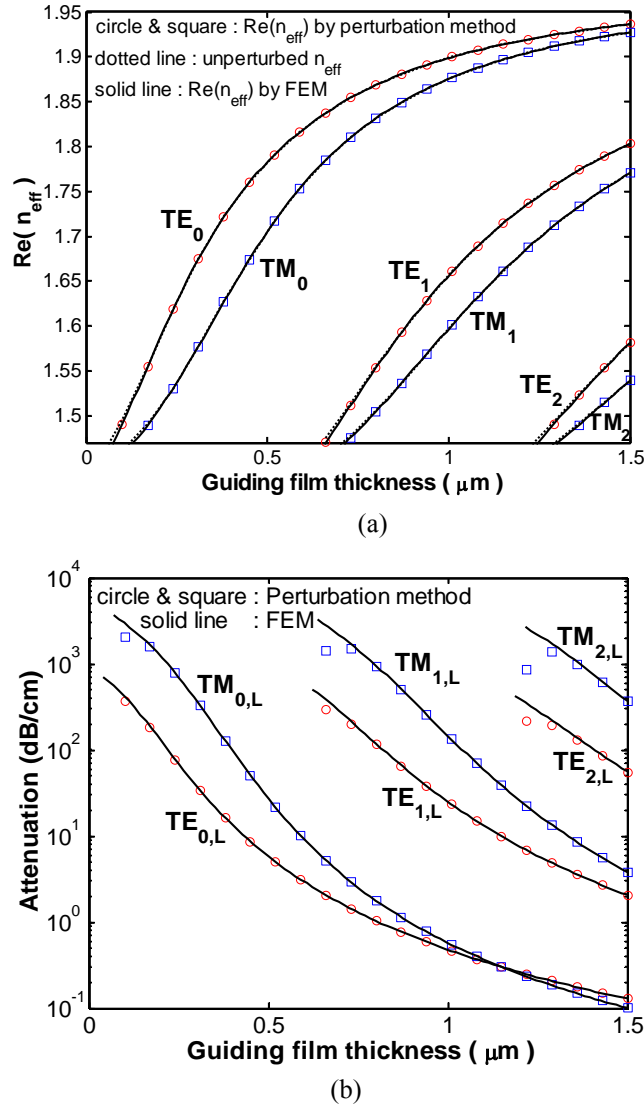 circle & square : Re(n_eff) by perturbation method
dotted line : unperturbed n_eff
solid line : Re(n_eff) by FEM
1.95
1.9
1.85
1.8
1.75
1.7
1.65
1.6
1.55
1.5
Re( n_eff )
TE_0
TM_0
TE_1
TM_1
TE_2
TM_2
0
0.5
1
1.5
Guiding film thickness ( μm )
(a)
circle & square : Perturbation method
solid line : FEM
10^4
10^3
10^2
10^1
10^0
10^-1
Attenuation (dB/cm)
TM_0,L
TE_0,L
TM_1,L
TE_1,L
TM_2,L
TE_2,L
0
0.5
1
1.5
Guiding film thickness ( μm )
(b)